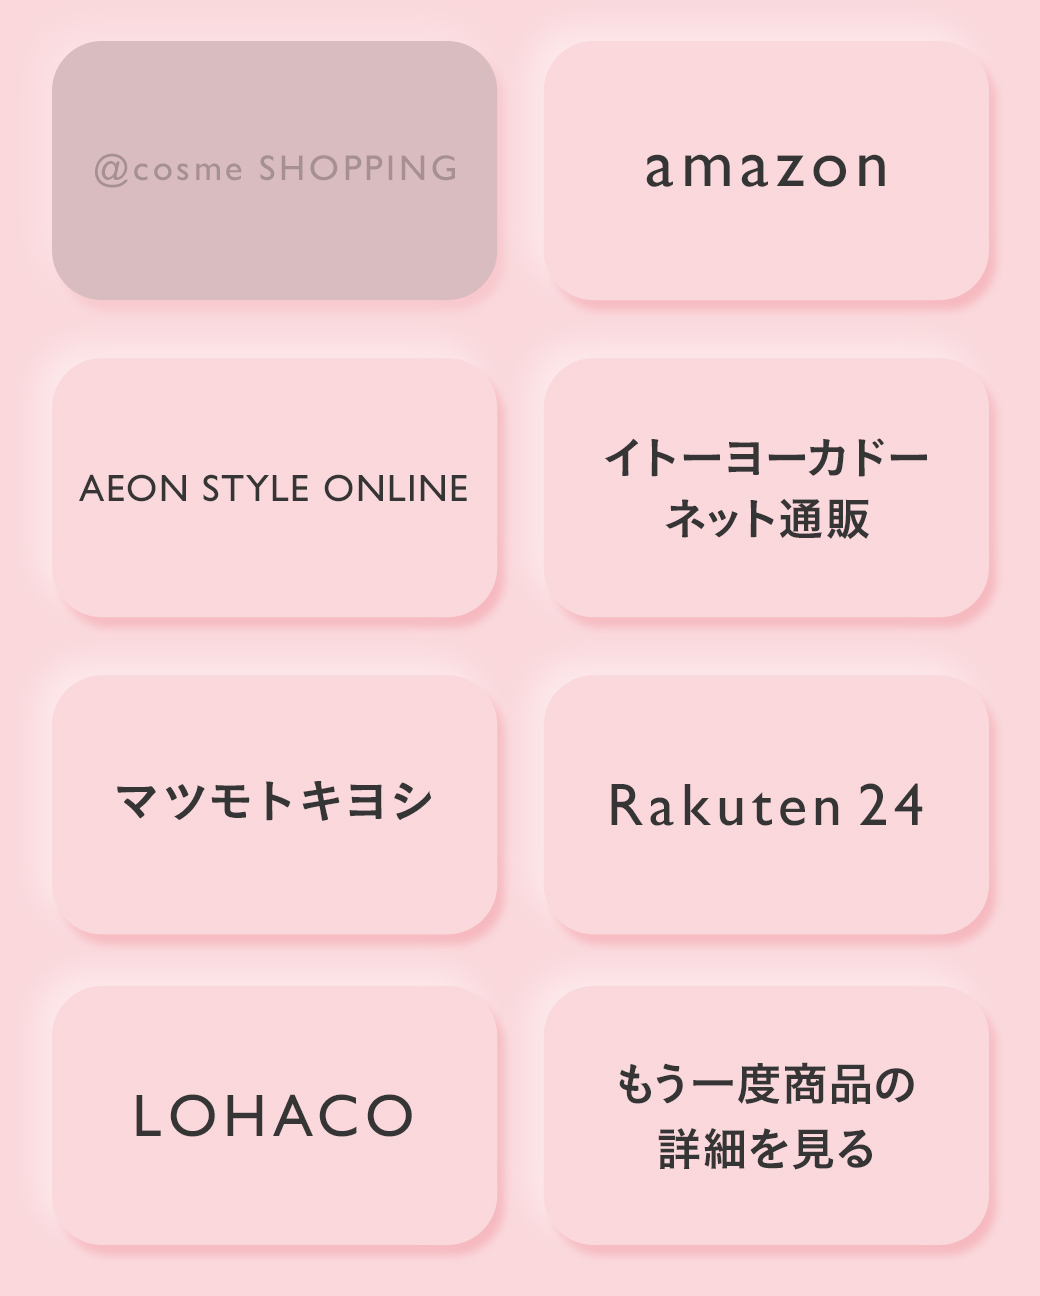 @cosme SHOPPING
amazon
AEON STYLE ONLINE
イトーヨーカドー
ネット通販
マツモトキヨシ
Rakuten 24
LOHACO
もう一度商品の
詳細を見る